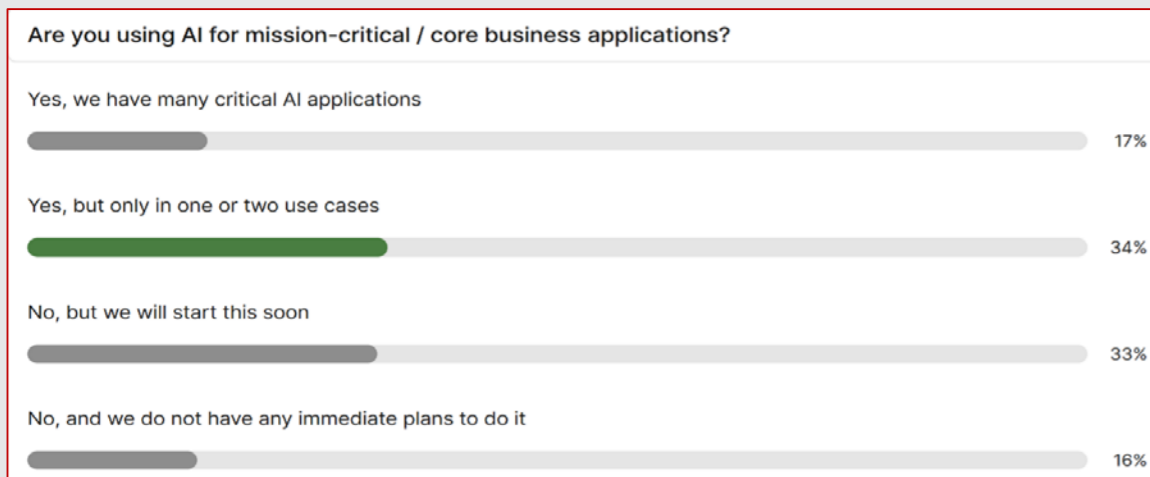 Are you using AI for mission-critical / core business applications?
Yes, we have many critical AI applications
17%
Yes, but only in one or two use cases
34%
No, but we will start this soon
33%
No, and we do not have any immediate plans to do it
16%